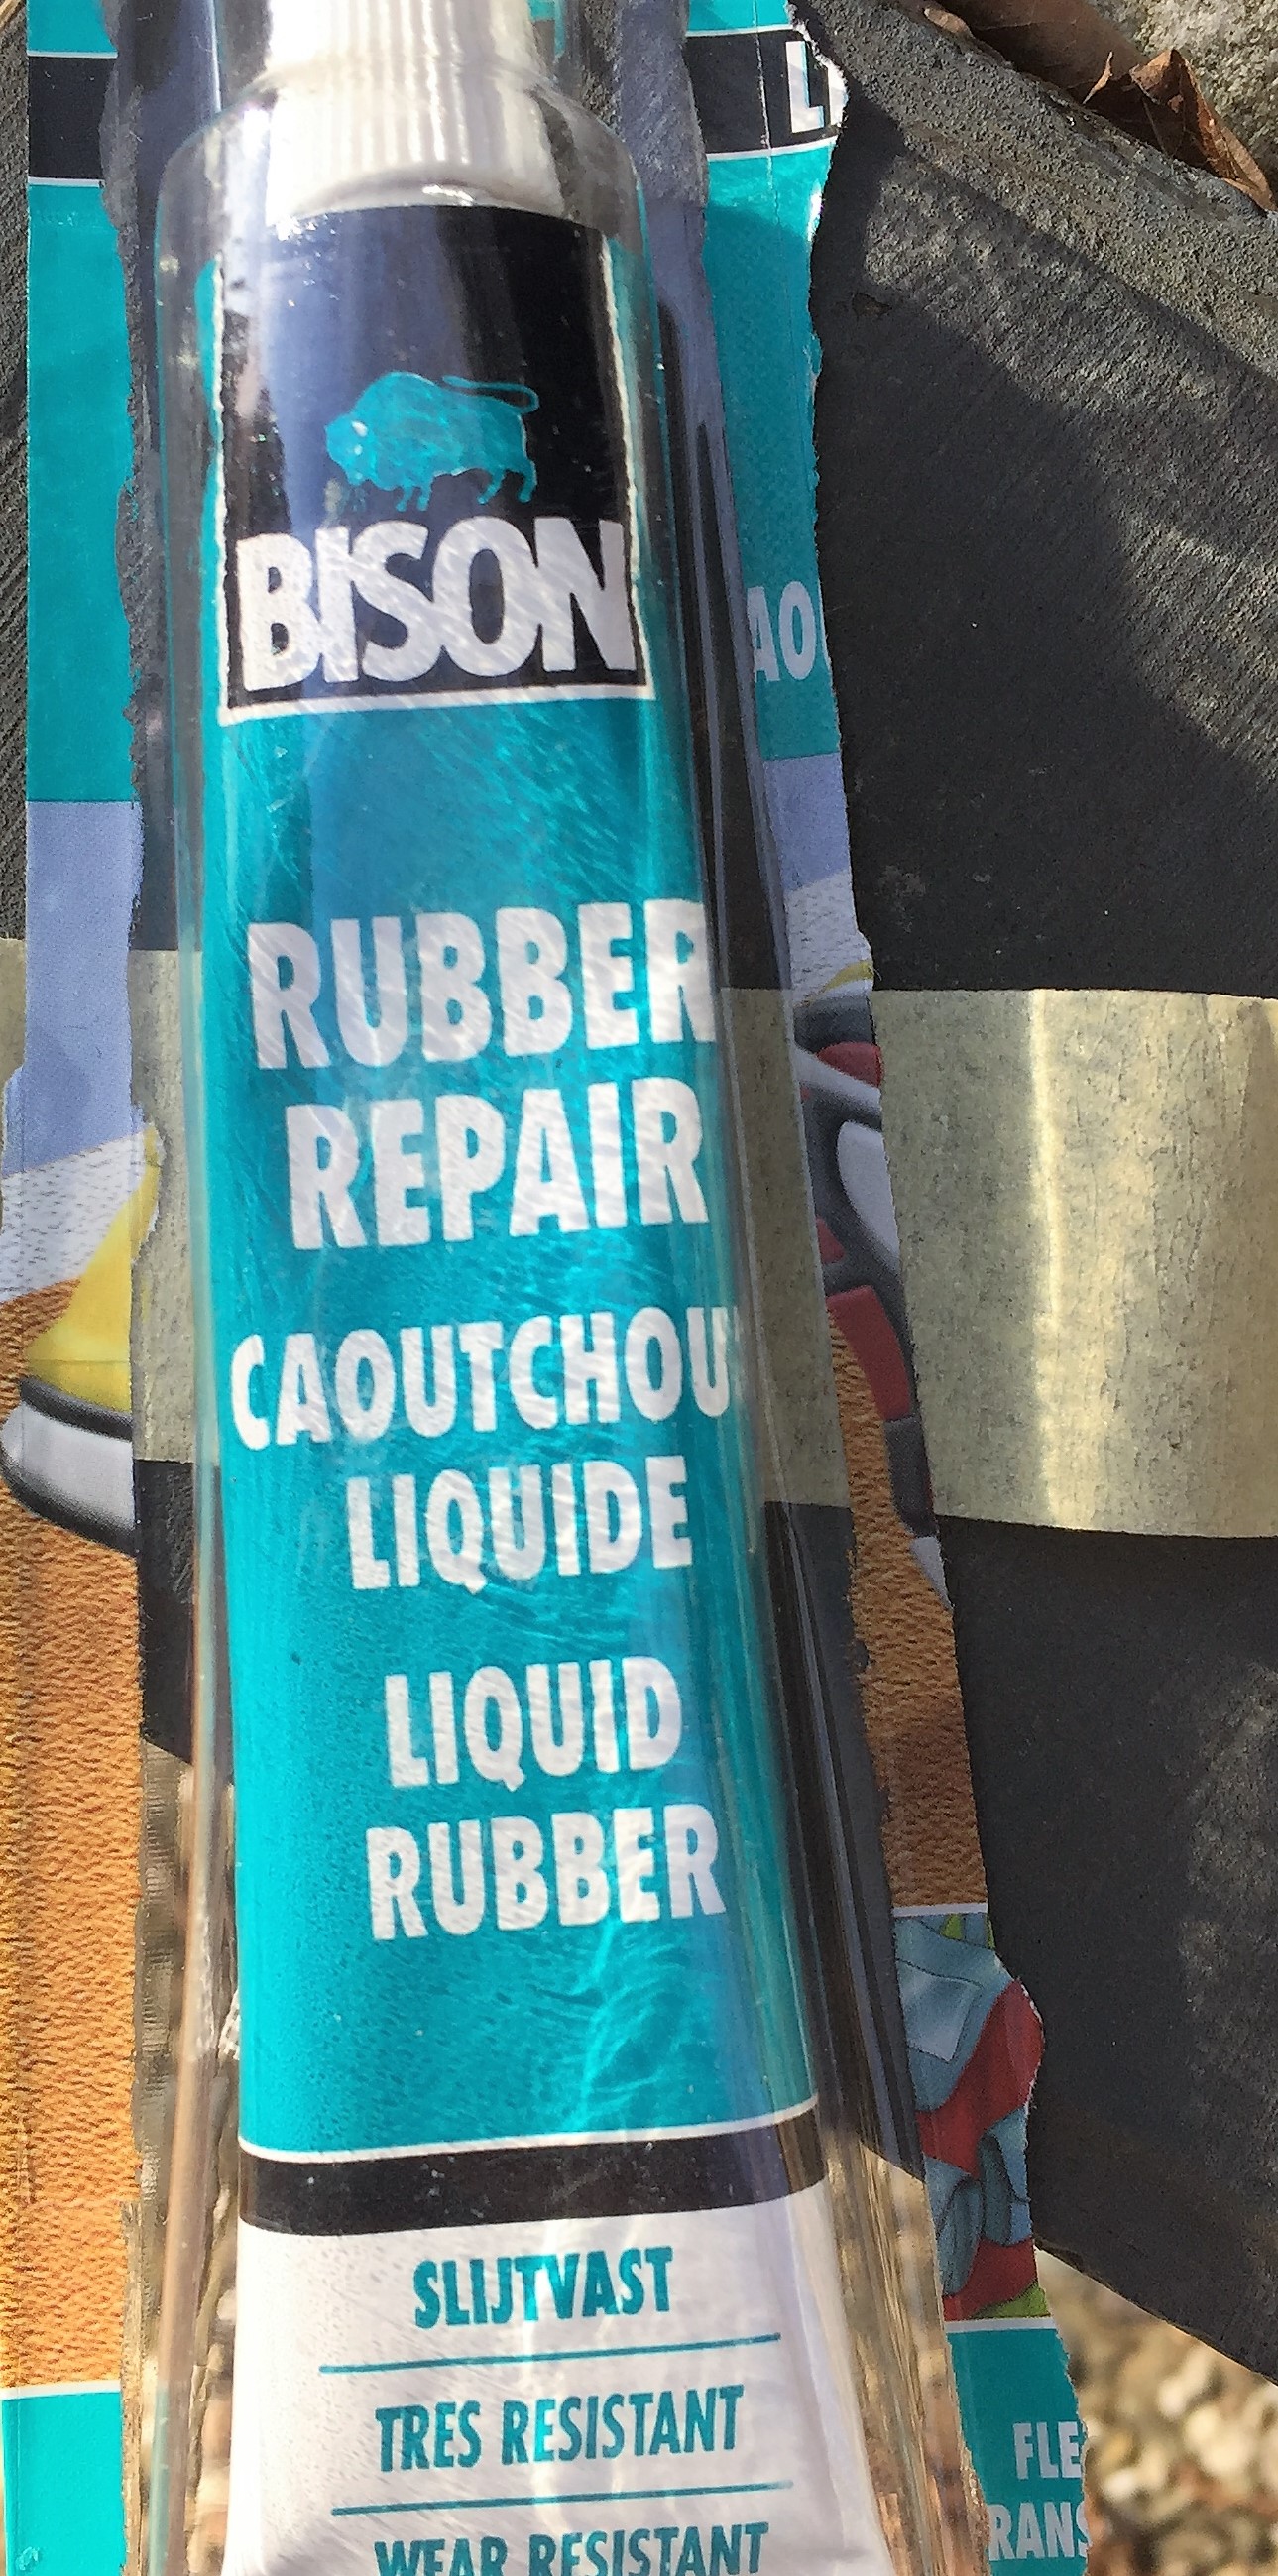 BISON
RUBBER
REPAIR
CAOUTCHOU
LIQUIDE
LIQUID
RUBBER
SLIJTVAST
TRES RESISTANT
WEAR RESISTANT